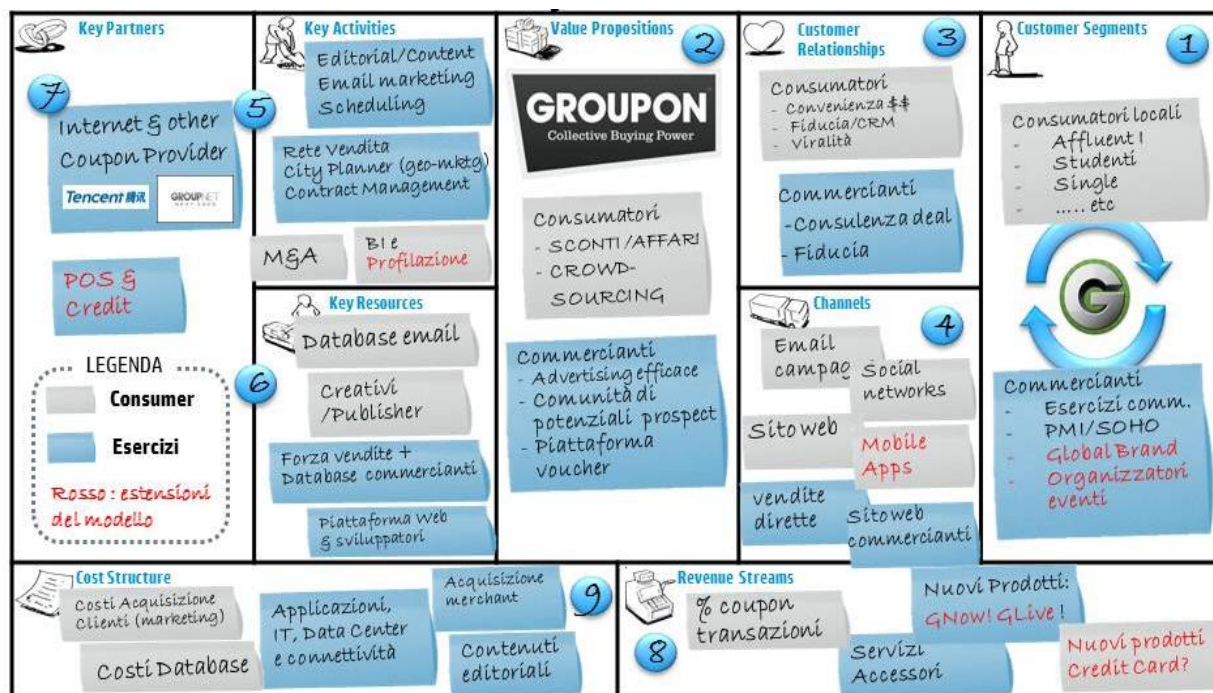 Key Partners
7
Internet & other
Coupon Provider
Tencent 腾讯
GROUPNET
POS &
Credit
LEGENDA
Consumer
Esercizi
Rosso : estensioni
del modello
Key Activities
5
Editorial/Content
Email marketing
Scheduling
Rete Vendita
City Planner (geo-mktg)
Contract Management
M&A
BI e
Profilazione
Key Resources
6
Database email
Creativi
/Publisher
Forza vendite +
Database commercianti
Piattaforma Web
& sviluppatori
Value Propositions
2
GROUPON
Collective Buying Power
Consumatori
- SCONTI/AFFARI
- CROWD-
SOURCING
Commercianti
- Advertising efficace
- Comunità di
potenziali prospect
- Piattaforma
voucher
Customer
Relationships
3
Consumatori
- Convenienza $$
- Fiducia/CRM
- Viralità
Commercianti
- Consulenza deal
- Fiducia
Channels
4
Email
campag
Social
networks
Sito web
Mobile
Apps
vendite
dirette
Sito web
commercianti
Customer Segments
1
Consumatori locali
- Affluent I
- Studenti
- Single
- ..... etc
G
Commercianti
- Esercizi comm.
- PMI/SOHO
- Global Brand
- Organizzatori
eventi
Cost Structure
9
Costi Acquisizione
Clienti (marketing)
Costi Database
Applicazioni,
IT, Data Center
e connettività
Acquisizione
merchant
Contenuti
editoriali
Revenue Streams
8
% coupon
transazioni
Servizi
Accessori
Nuovi Prodotti:
GNow! GLive !
Nuovi prodotti
Credit Card?